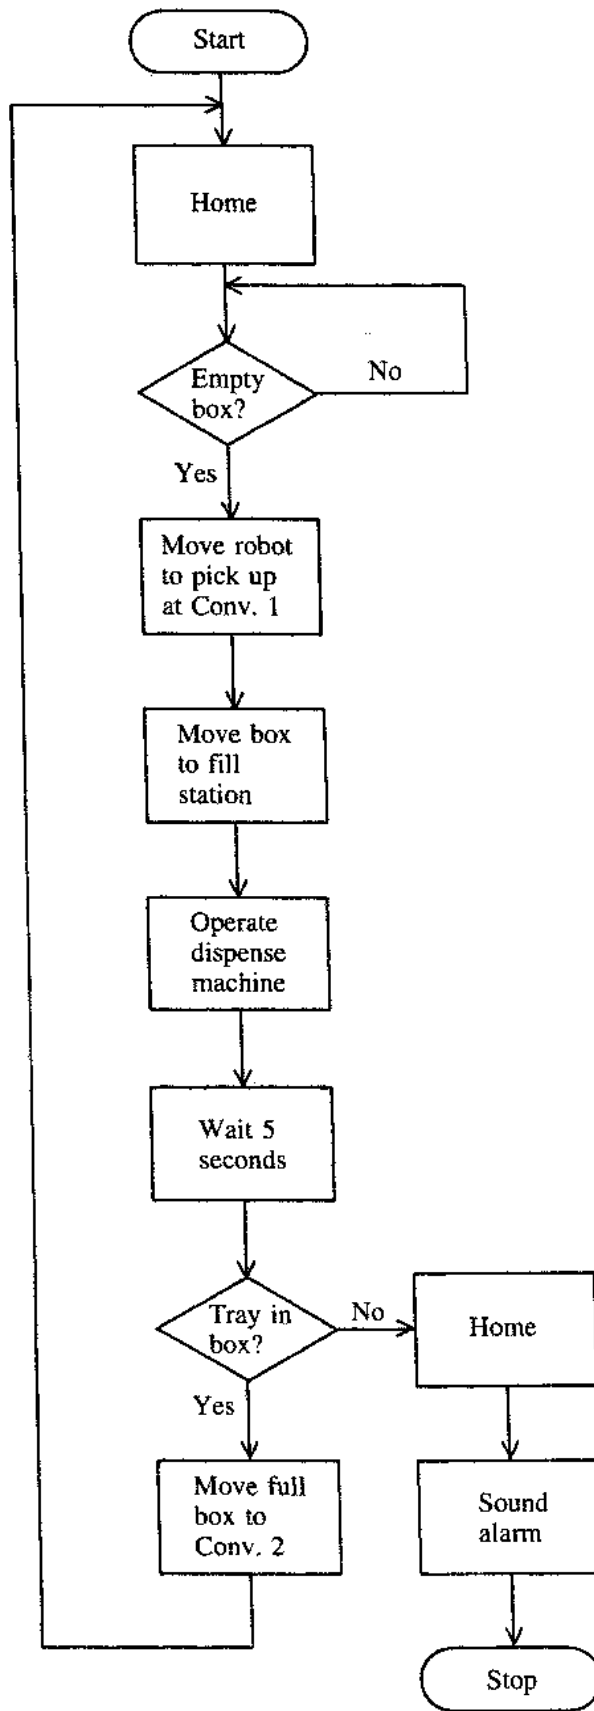 Start
Home
Empty
box?
No
Yes
Move robot
to pick up
at Conv. 1
Move box
to fill
station
Operate
dispense
machine
Wait 5
seconds
Tray in
box?
No
Home
Yes
Move full
box to
Conv. 2
Sound
alarm
Stop